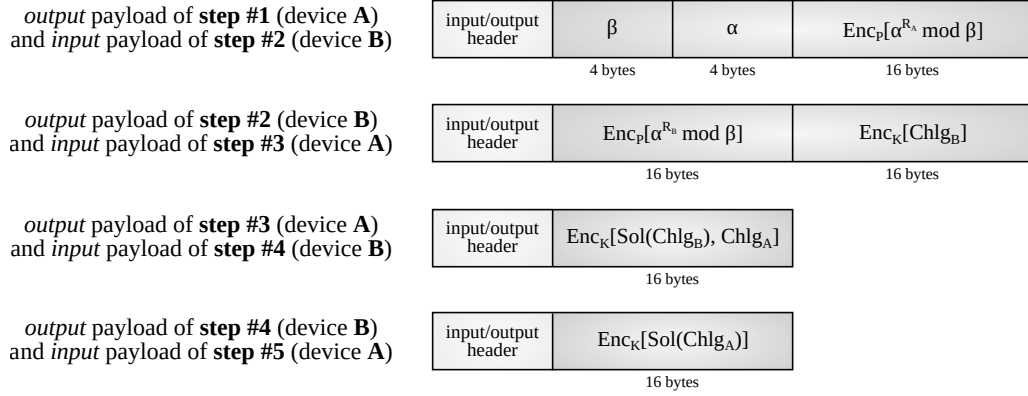 output payload of step #1 (device A)
and input payload of step #2 (device B)
input/output
header
β
α
Enc_P[α^{R_A} mod β]
4 bytes
4 bytes
16 bytes
output payload of step #2 (device B)
and input payload of step #3 (device A)
input/output
header
Enc_P[α^{R_B} mod β]
Enc_K[Chlg_B]
16 bytes
16 bytes
output payload of step #3 (device A)
and input payload of step #4 (device B)
input/output
header
Enc_K[Sol(Chlg_B), Chlg_A]
16 bytes
output payload of step #4 (device B)
and input payload of step #5 (device A)
input/output
header
Enc_K[Sol(Chlg_A)]
16 bytes